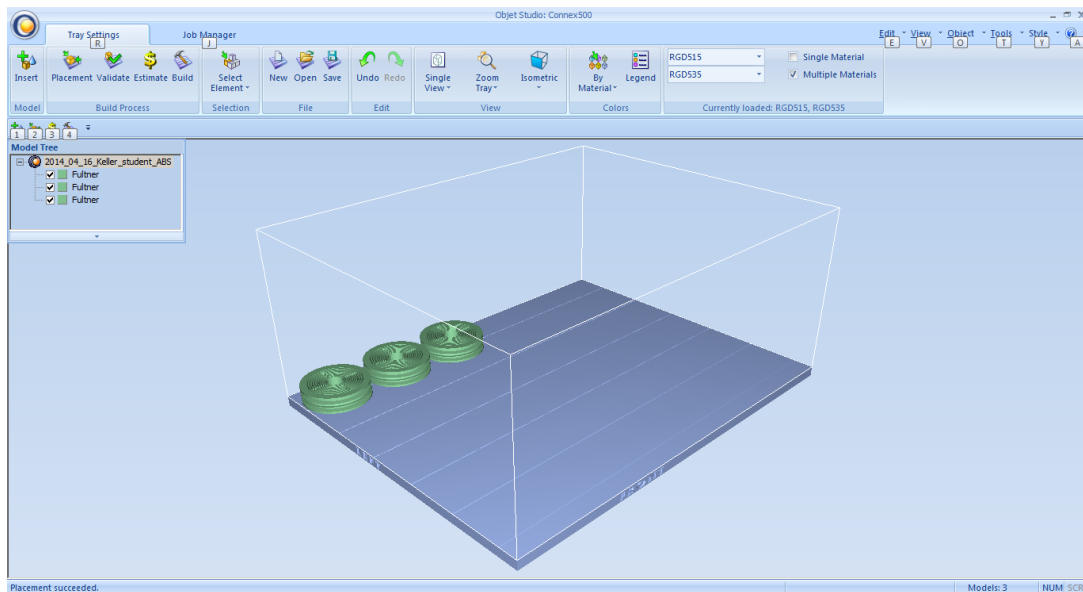 Objet Studio: Connex500
Tray Settings
Job Manager
Edit View Object Tools Style
R J E V O T Y A
Insert Placement Validate Estimate Build Select Element New Open Save Undo Redo Single View Zoom Tray Isometric By Material Legend
RGD515
RGD535
Single Material
Multiple Materials
Model Build Process Selection File Edit View Colors Currently loaded: RGD515, RGD535
1 2 3 4
Model Tree
2014_04_16_Keller_student_ABS
Fultner
Fultner
Fultner
Placement succeeded.
Models: 3
NUM SCR